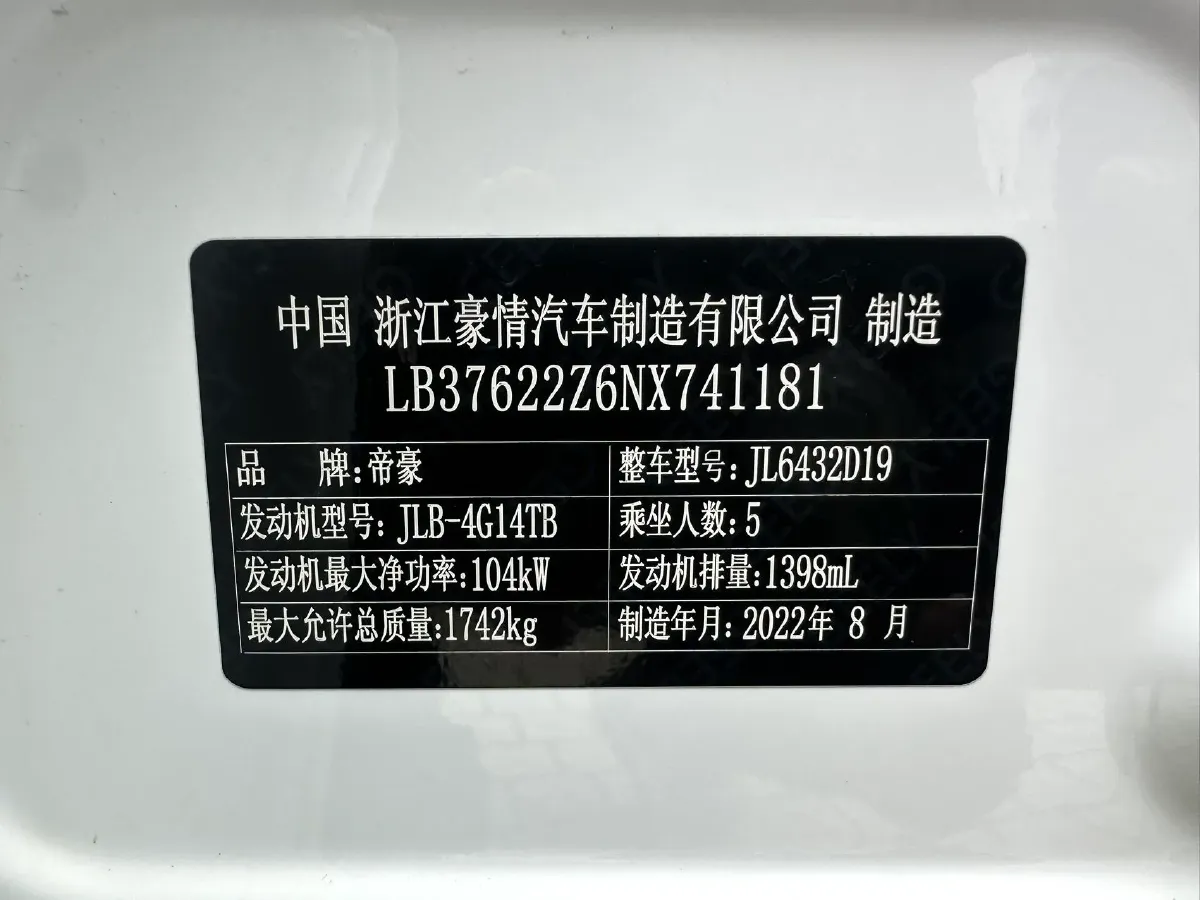 中国 浙江豪情汽车制造有限公司 制造
LB37622Z6NX741181
品 牌:帝豪 整车型号:JL6432D19
发动机型号:JLB-4G14TB 乘坐人数:5
发动机最大净功率:104kW 发动机排量:1398mL
最大允许总质量:1742kg 制造年月:2022年 8 月